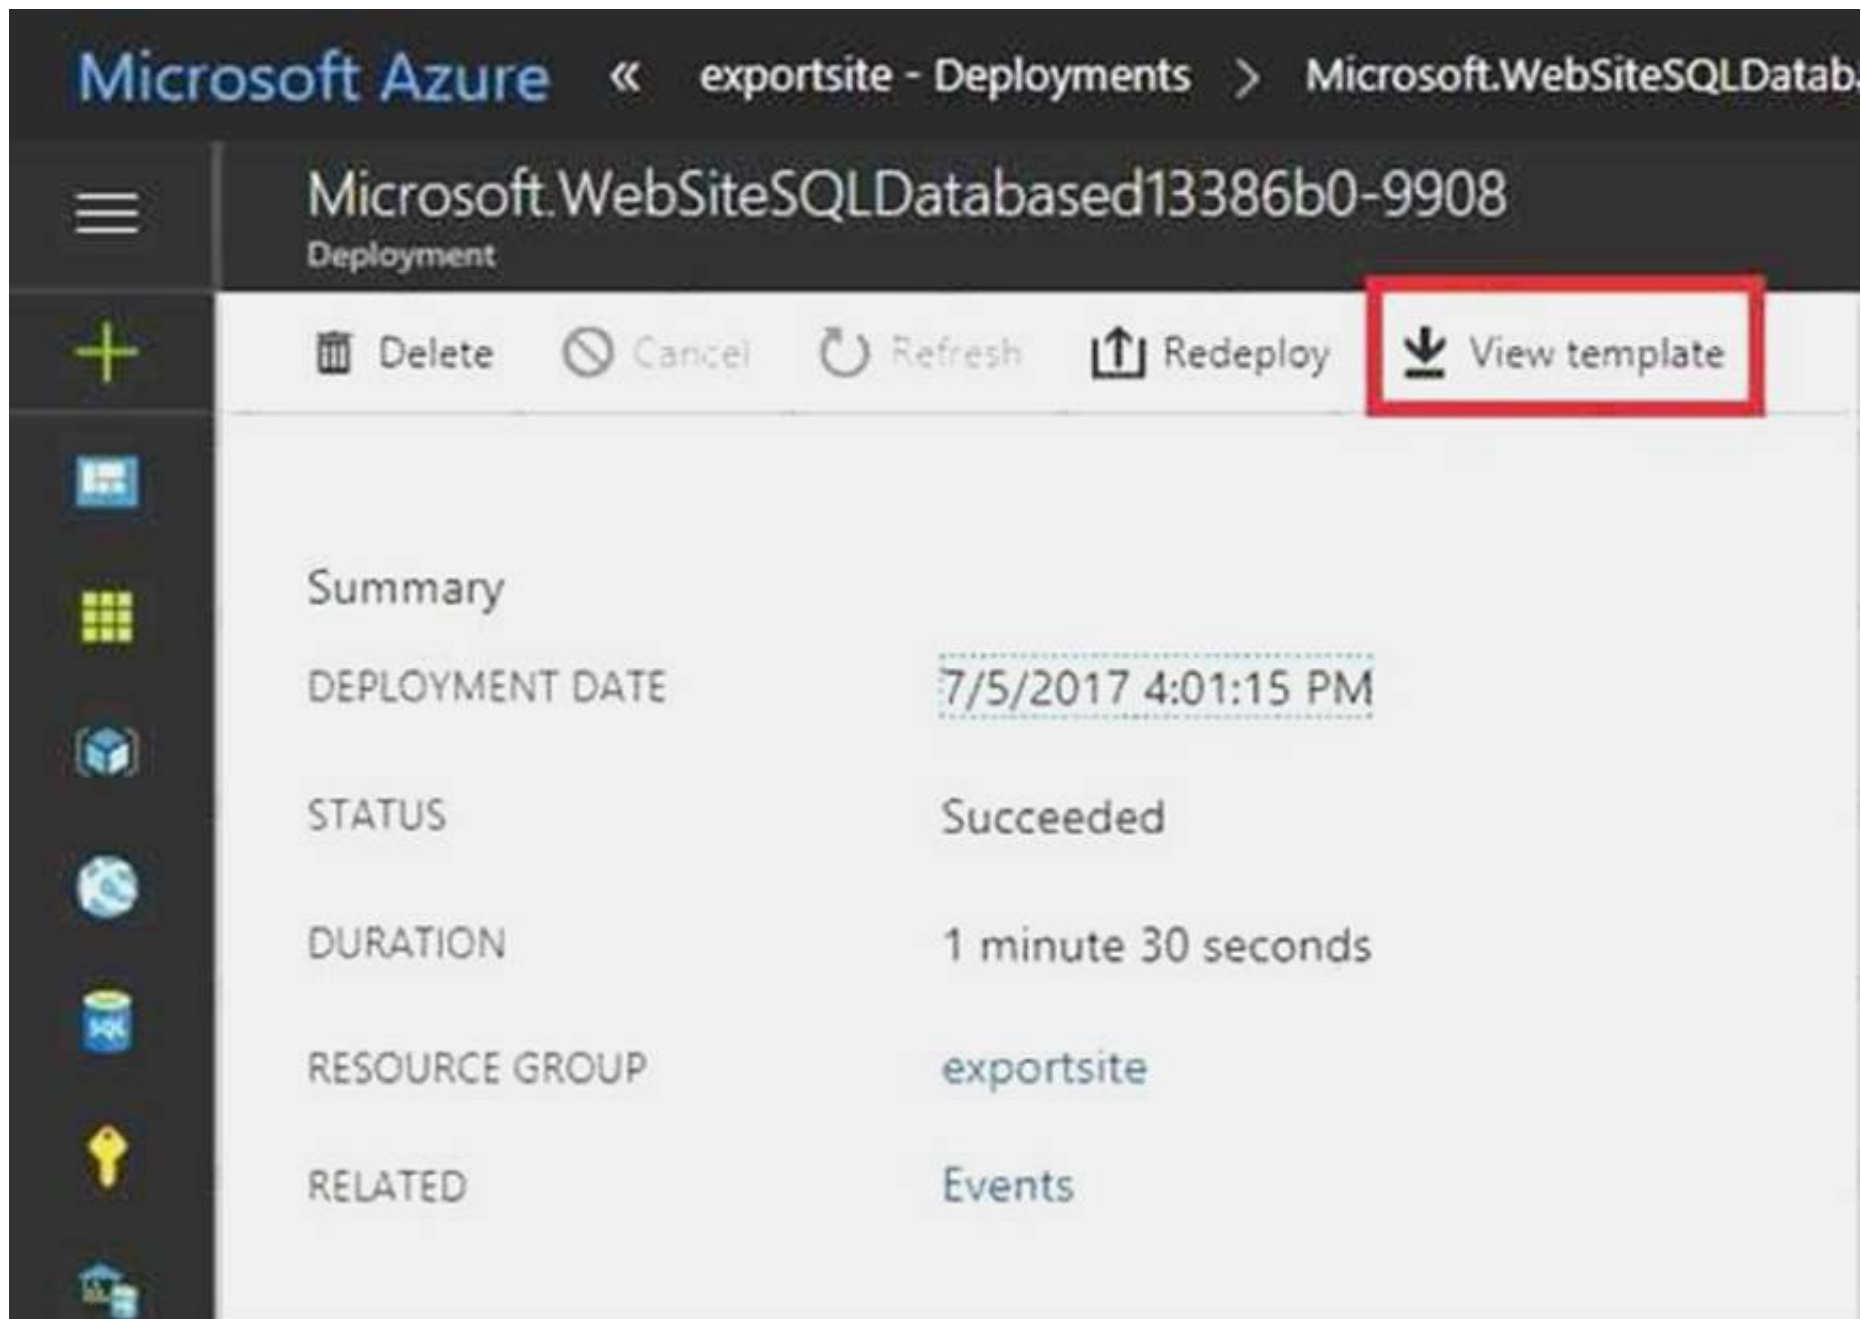 Microsoft Azure « exportsite - Deployments > Microsoft.WebSiteSQLDatab
Microsoft.WebSiteSQLDatabased13386b0-9908
Deployment
Delete Cancel Refresh Redeploy View template
Summary
DEPLOYMENT DATE 7/5/2017 4:01:15 PM
STATUS Succeeded
DURATION 1 minute 30 seconds
RESOURCE GROUP exportsite
RELATED Events
SQL